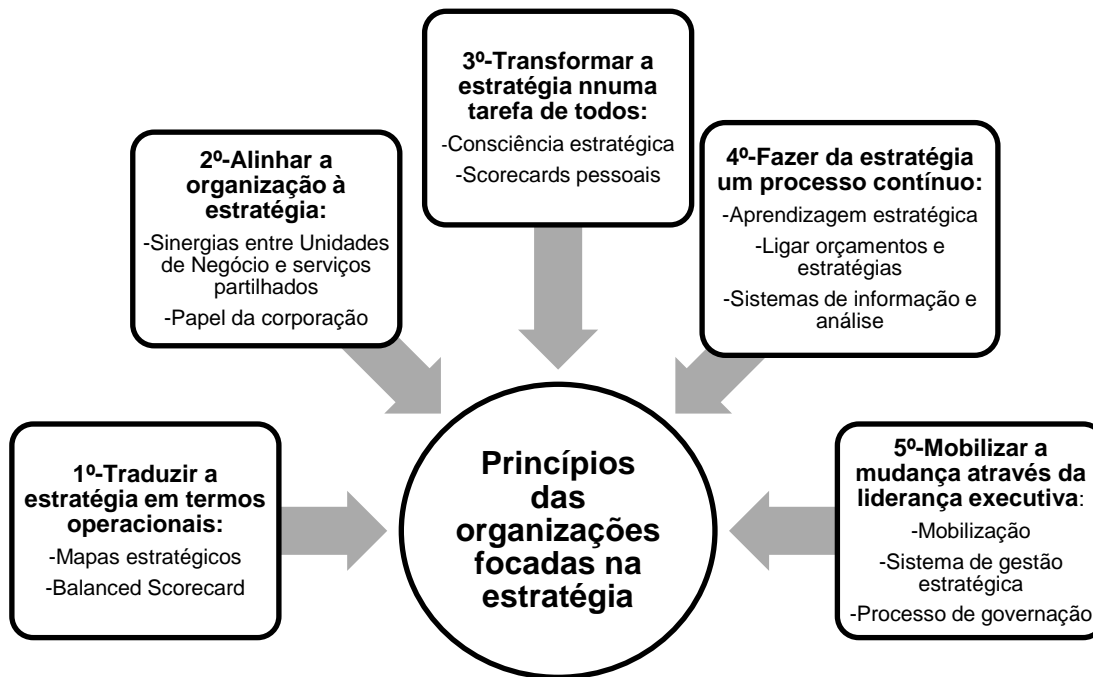 3º-Transformar a
estratégia nnuma
tarefa de todos:
-Consciência estratégica
-Scorecards pessoais
2º-Alinhar a
organização à
estratégia:
-Sinergias entre Unidades
de Negócio e serviços
partilhados
-Papel da corporação
4º-Fazer da estratégia
um processo contínuo:
-Aprendizagem estratégica
-Ligar orçamentos e
estratégias
-Sistemas de informação e
análise
1º-Traduzir a
estratégia em termos
operacionais:
-Mapas estratégicos
-Balanced Scorecard
Princípios
das
organizações
focadas na
estratégia
5º-Mobilizar a
mudança através da
liderança executiva:
-Mobilização
-Sistema de gestão
estratégica
-Processo de governação